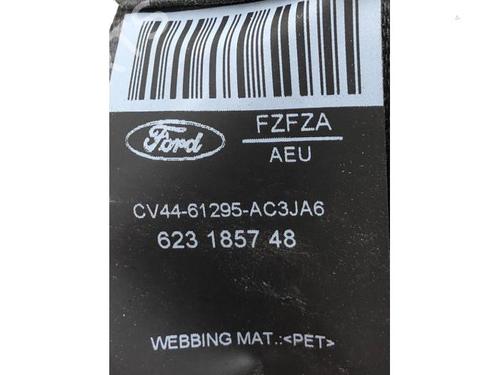 Ford
FZFZA
AEU
CV44-61295-AC3JA6
623 1857 48
WEBBING MAT.:<PET>